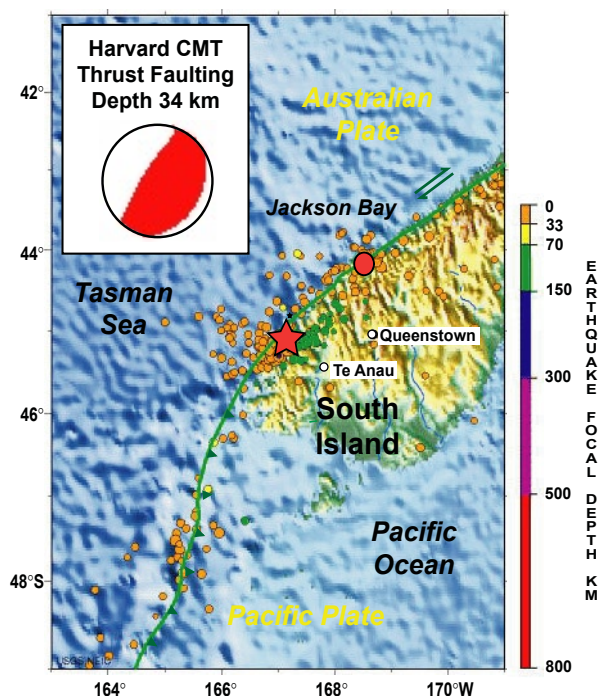 Harvard CMT
Thrust Faulting
Depth 34 km
Australian
Plate
Jackson Bay
Tasman
Sea
Queenstown
Te Anau
South
Island
Pacific
Ocean
Pacific Plate
USGS NEIC
42°
44°
46°
48°S
164°
166°
168°
170°W
0
33
70
150
300
500
800
EARTHQUAKE FOCAL DEPTH KM